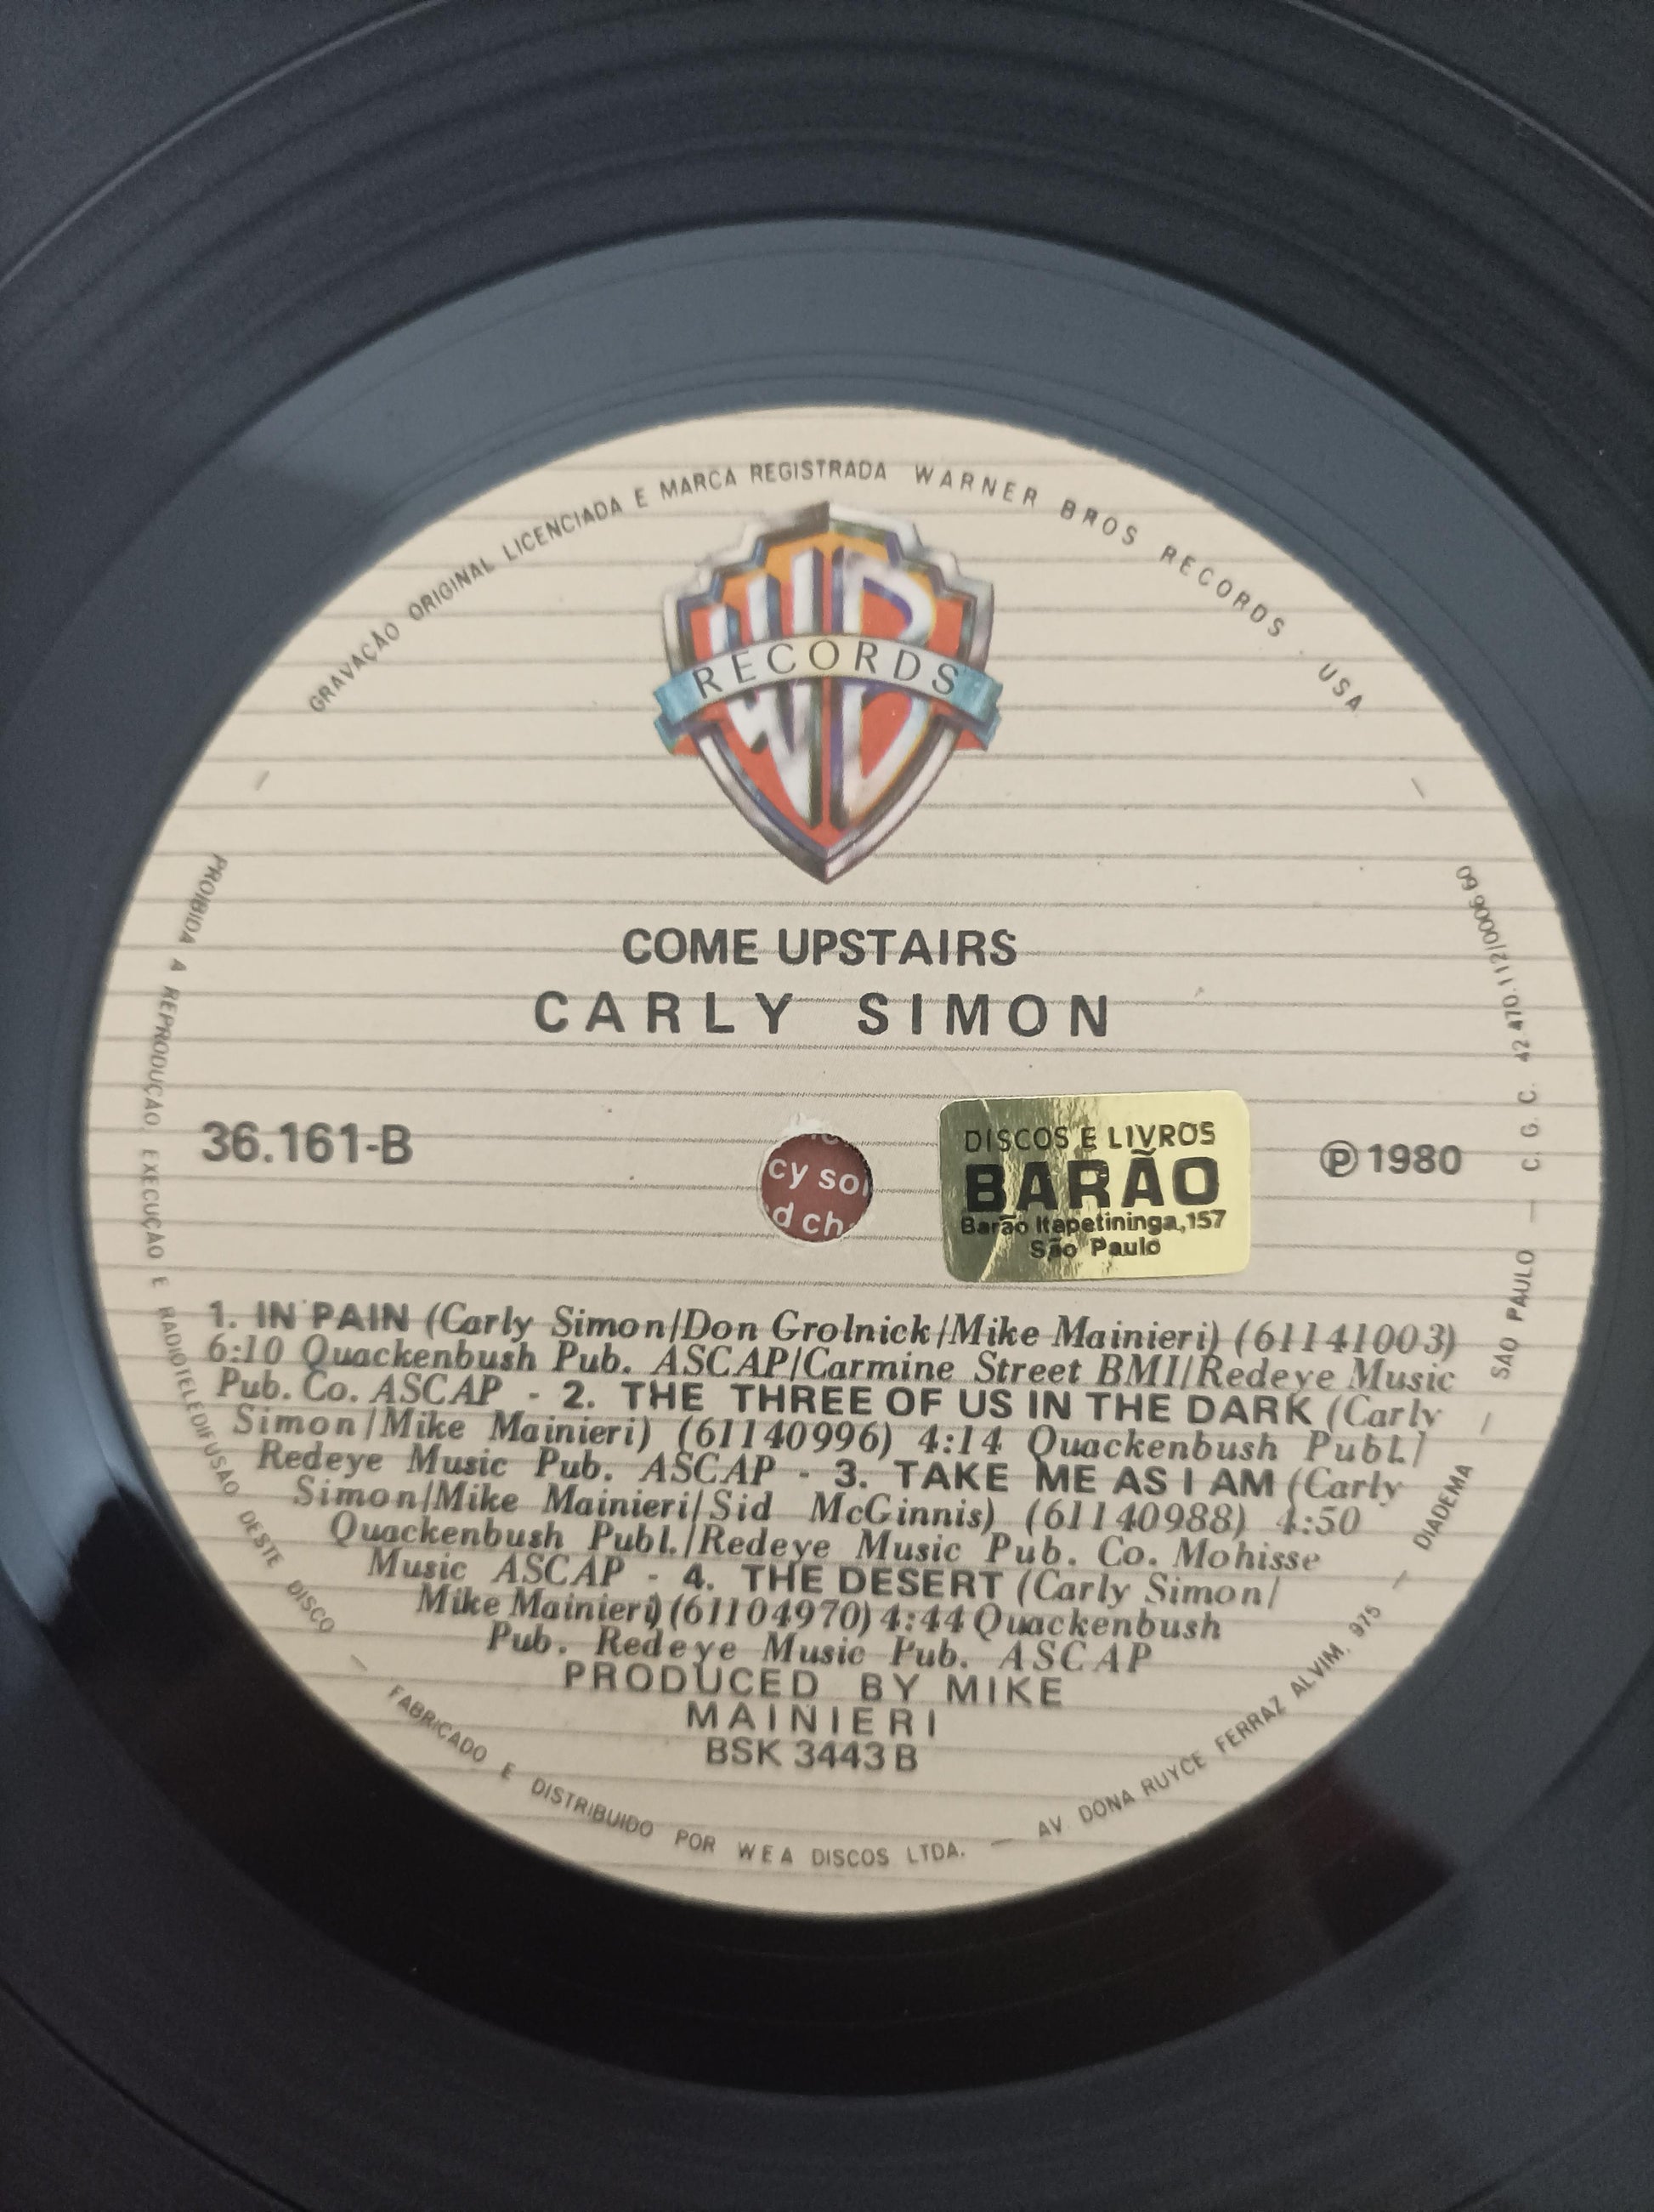 GRAVAÇÃO ORIGINAL LICENCIADA E MARCA REGISTRADA WARNER BROS RECORDS · USA
WB
RECORDS
COME UPSTAIRS
CARLY SIMON
36.161-B
cy so
d ch
DISCOS E LIVROS
BARÃO
Barão Itapetininga,157
São Paulo
℗1980
1. IN PAIN (Carly Simon/Don Grolnick/Mike Mainieri) (61141003)
6:10 Quackenbush Pub. ASCAP/Carmine Street BMI/Redeye Music
Pub. Co. ASCAP - 2. THE THREE OF US IN THE DARK (Carly
Simon/Mike Mainieri) (61140996) 4:14 Quackenbush Publ./
Redeye Music Pub. ASCAP - 3. TAKE ME AS I AM (Carly
Simon/Mike Mainieri/Sid McGinnis) (61140988) 4:50
Quackenbush Publ./Redeye Music Pub. Co. Mohisse
Music ASCAP - 4. THE DESERT (Carly Simon/
Mike Mainieri) (61104970) 4:44 Quackenbush
Pub. Redeye Music Pub. ASCAP
PRODUCED BY MIKE
MAINIERI
BSK 3443 B
PROIBIDA A REPRODUÇÃO, EXECUÇÃO E RADIOTELEDIFUSÃO DESTE DISCO — FABRICADO E DISTRIBUIDO POR WEA DISCOS LTDA. — AV DONA RUYCE FERRAZ ALVIM, 975 — DIADEMA — SÃO PAULO — C. G. C. 42 470.112/0006 60